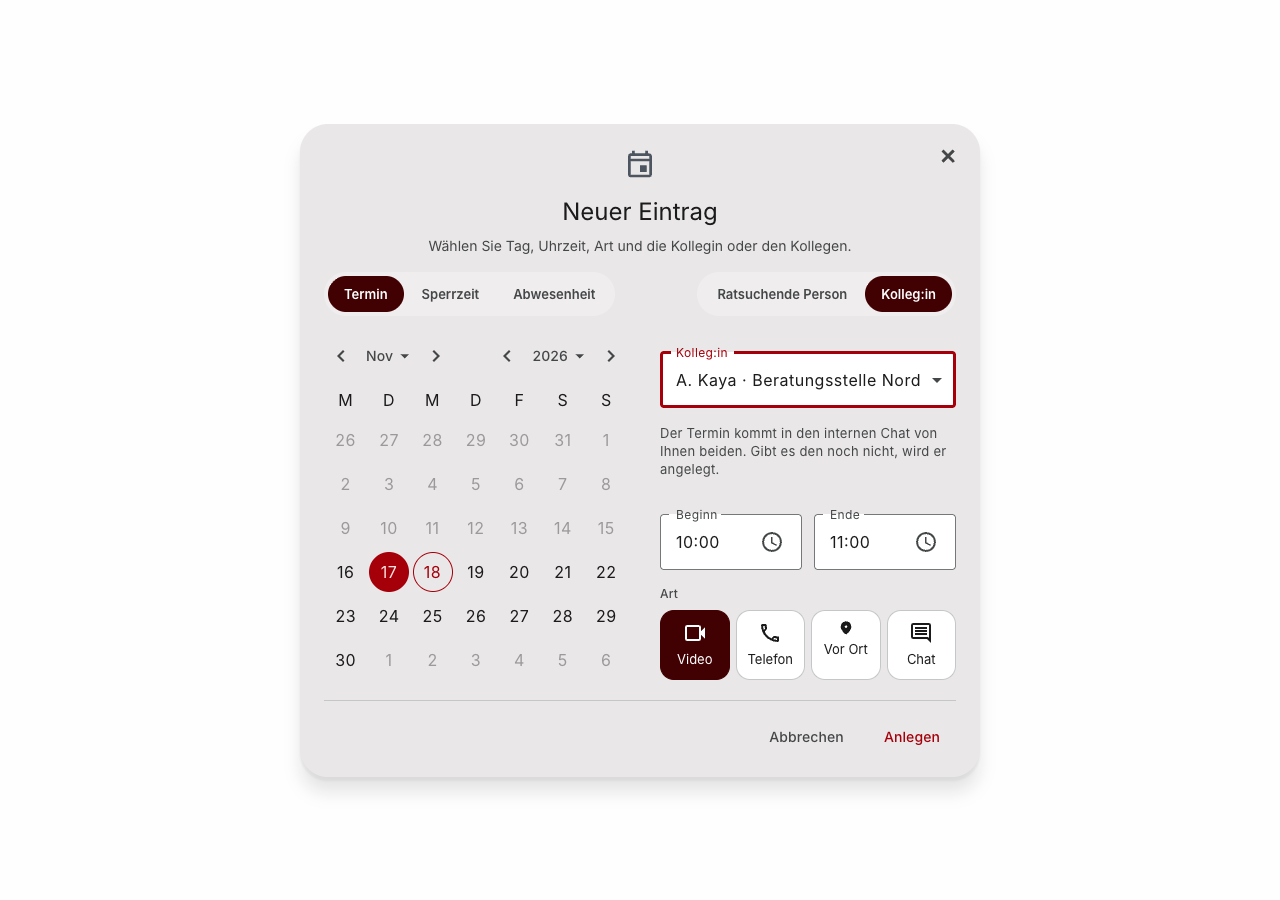 Neuer Eintrag
Wählen Sie Tag, Uhrzeit, Art und die Kollegin oder den Kollegen.
Termin Sperrzeit Abwesenheit Ratsuchende Person Kolleg:in
Nov 2026
M D M D F S S
26 27 28 29 30 31 1
2 3 4 5 6 7 8
9 10 11 12 13 14 15
16 17 18 19 20 21 22
23 24 25 26 27 28 29
30 1 2 3 4 5 6
Kolleg:in
A. Kaya · Beratungsstelle Nord
Der Termin kommt in den internen Chat von
Ihnen beiden. Gibt es den noch nicht, wird er
angelegt.
Beginn Ende
10:00 11:00
Art
Video Telefon Vor Ort Chat
Abbrechen Anlegen